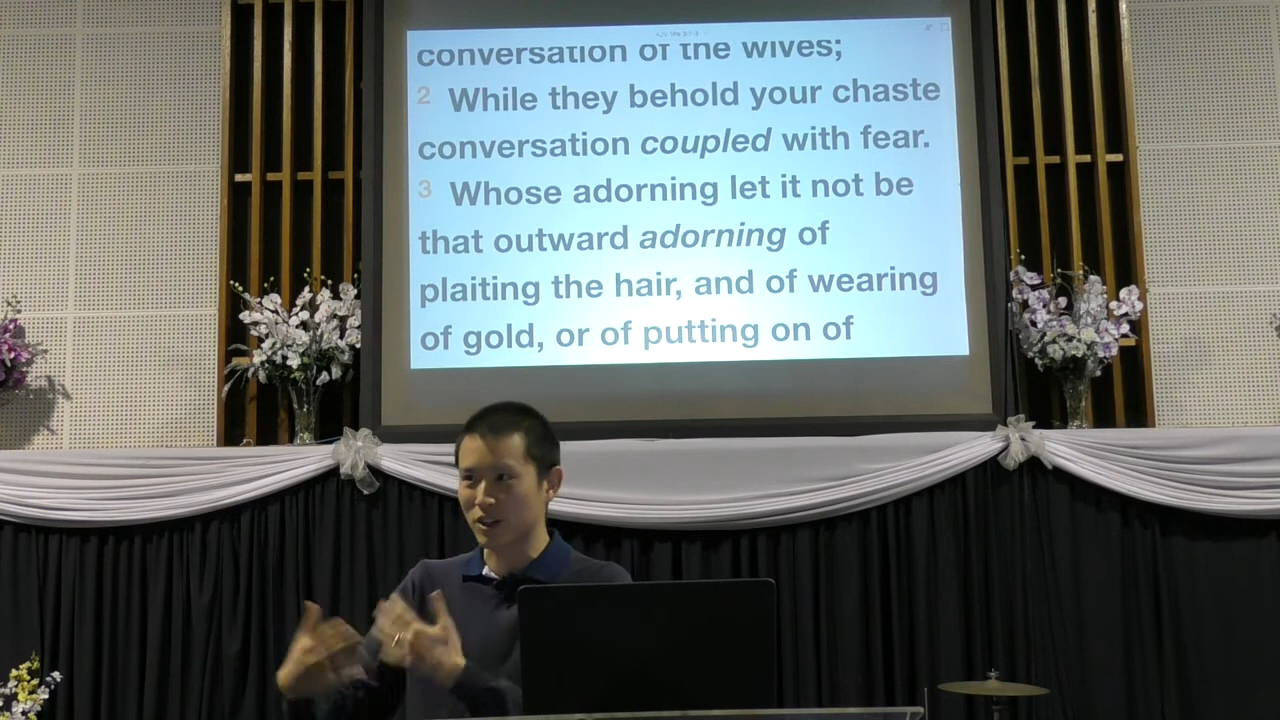 conversation of the wives;
2 While they behold your chaste
conversation coupled with fear.
3 Whose adorning let it not be
that outward adorning of
plaiting the hair, and of wearing
of gold, or of putting on of